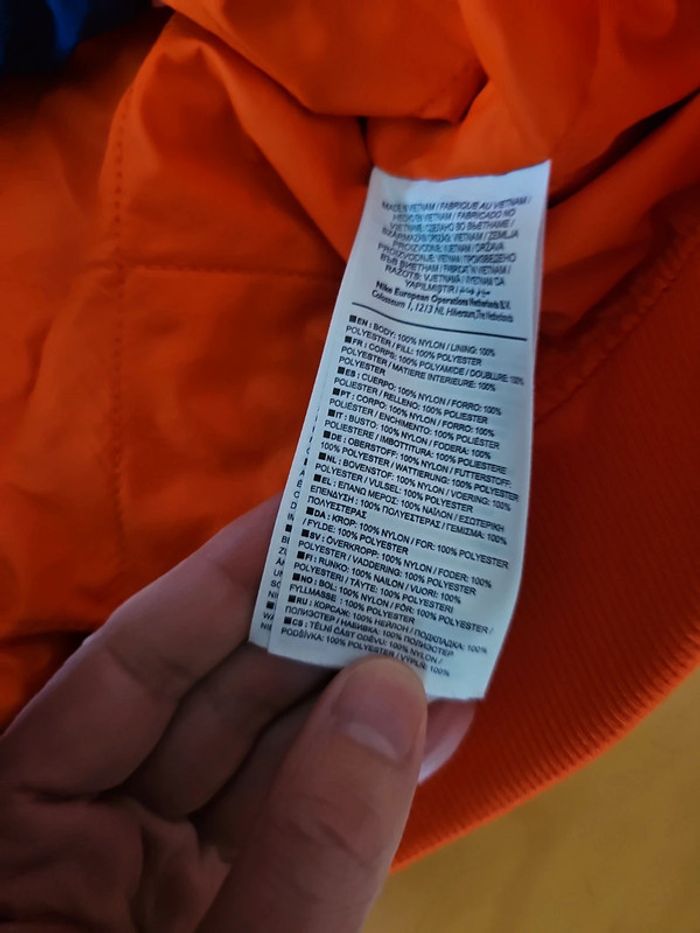 MADE IN VIETNAM / FABRIQUE AU VIETNAM /
HECHO EN VIETNAM / FABRICADO NO
VIETNAME / СДЕЛАНО ВО ВЬЕТНАМЕ /
SZÁRMAZÁSI ORSZÁG: VIETNAM / ZEMLJA
PROIZVODNJE: VIETNAM / DRŽAVA
PROIZVODNJE: VIETNAM / ПРОИЗВЕДЕНО
ВЪВ ВИЕТНАМ / FABRICAT IN VIETNAM /
RAŽOTS: VJETNAMĀ /
YAPILMIŞTIR /
Nike European Operations Netherlands B.V.
Colosseum 1, 1213 NL Hilversum, The Netherlands
■EN : BODY: 100% NYLON / LINING: 100%
POLYESTER / FILL: 100% POLYESTER
■FR : CORPS: 100% POLYAMIDE / DOUBLURE: 100%
POLYESTER / MATIERE INTERIEURE: 100%
POLYESTER
■ES : CUERPO: 100% NYLON / FORRO: 100%
POLIESTER / RELLENO: 100% POLIESTER
■PT : CORPO: 100% NYLON / FORRO: 100%
POLIÉSTER / ENCHIMENTO: 100% POLIÉSTER
■IT : BUSTO: 100% NYLON / FODERA: 100%
POLIESTERE / IMBOTTITURA: 100% POLIESTERE
■DE : OBERSTOFF: 100% NYLON / FUTTERSTOFF:
100% POLYESTER / WATTIERUNG: 100% POLYESTER
■NL : BOVENSTOF: 100% NYLON / VOERING: 100%
POLYESTER / VULSEL: 100% POLYESTER
■EL : ΕΠΑΝΩ ΜΕΡΟΣ: 100% ΝΑΪΛΟΝ / ΕΣΩΤΕΡΙΚΗ
ΕΠΕΝΔΥΣΗ : 100% ΠΟΛΥΕΣΤΕΡΑΣ / ΓΕΜΙΣΜΑ: 100%
ΠΟΛΥΕΣΤΕΡΑΣ
■DA : KROP: 100% NYLON / FOR: 100% POLYESTER
/ FYLDE: 100% POLYESTER
■SV : ÖVERKROPP: 100% NYLON / FODER: 100%
POLYESTER / VADDERING: 100% POLYESTER
■FI : RUNKO: 100% NAILON / VUORI: 100%
POLYESTERI / TÄYTE: 100% POLYESTERI
■NO : BOL: 100% NYLON / FÔR: 100% POLYESTER /
FYLLMASSE : 100% POLYESTER
■RU : КОРСАЖ: 100% НЕЙЛОН / ПОДКЛАДКА: 100%
ПОЛИЭСТЕР / НАБИВКА: 100% ПОЛИЭСТЕР
■CS : TĚLNÍ ČÁST ODĚVU: 100% NYLON /
PODŠÍVKA: 100% POLYESTER / VÝPLŇ: 100%